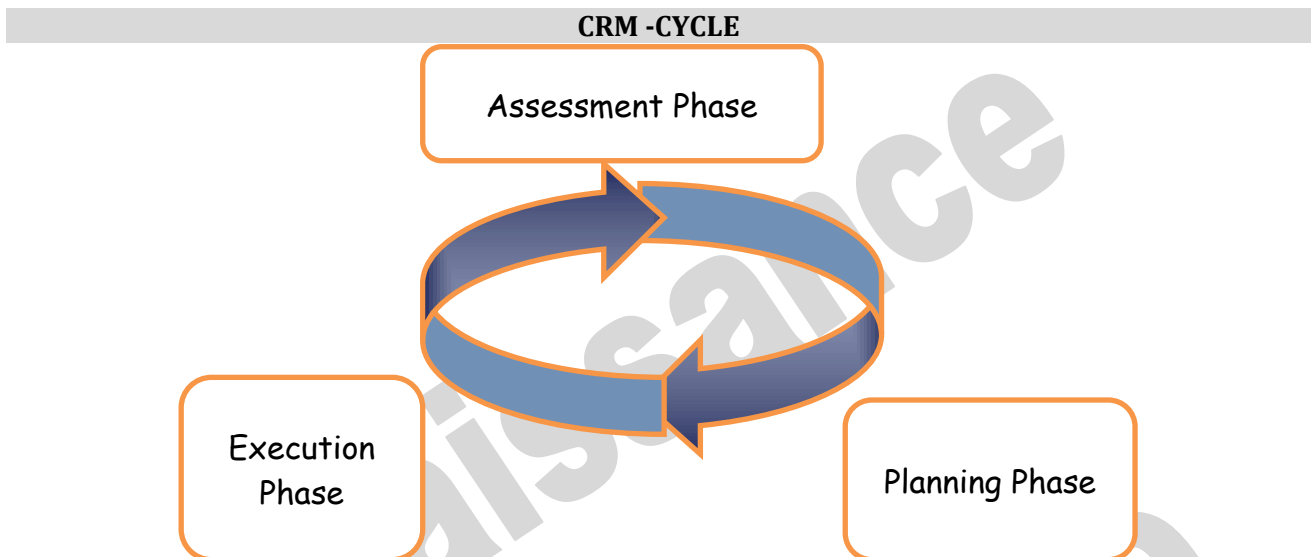 CRM -CYCLE
Assessment Phase
Execution
Phase
Planning Phase